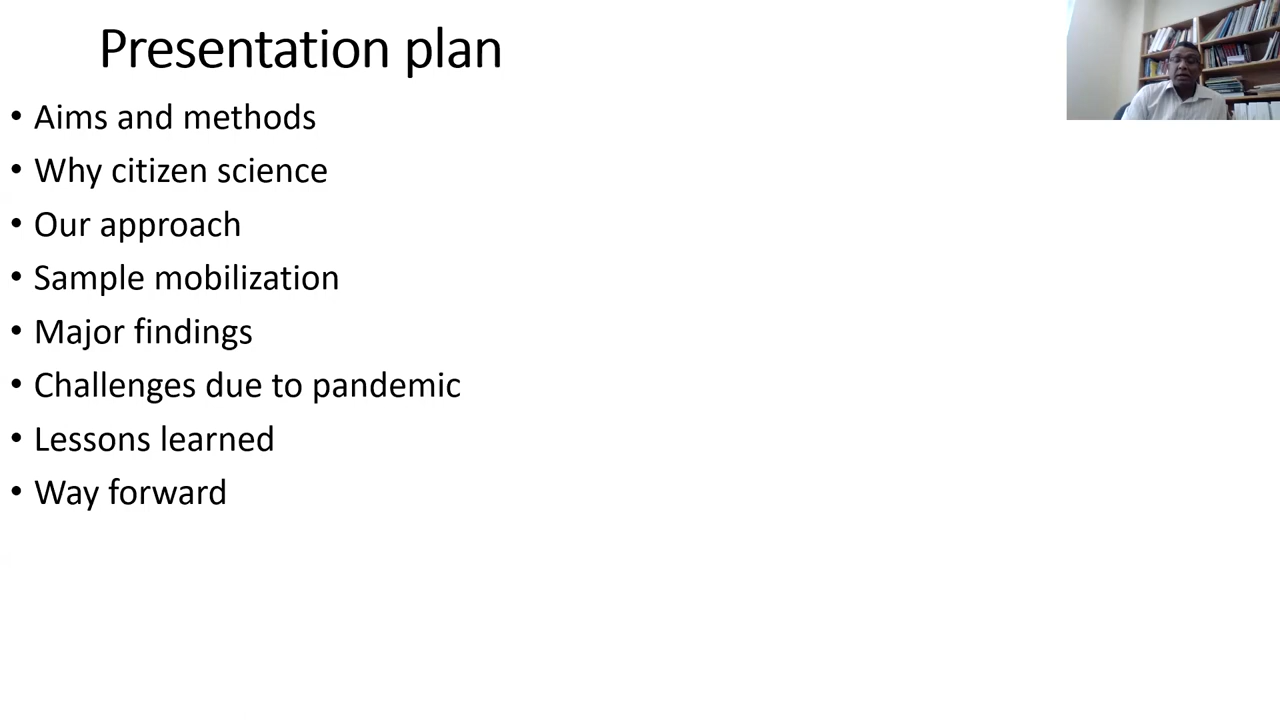 Presentation plan
• Aims and methods
• Why citizen science
• Our approach
• Sample mobilization
• Major findings
• Challenges due to pandemic
• Lessons learned
• Way forward